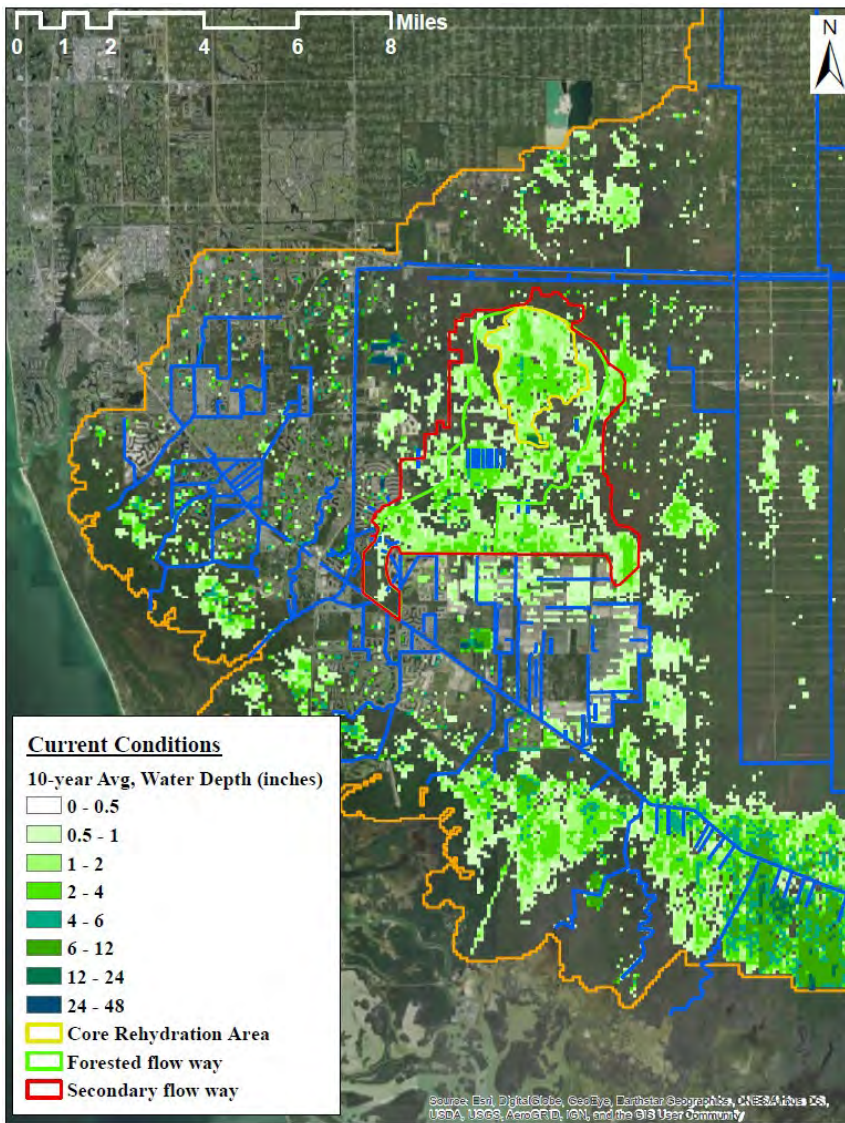 Miles
0 1 2 4 6 8
N
Current Conditions
10-year Avg, Water Depth (inches)
0 - 0.5
0.5 - 1
1 - 2
2 - 4
4 - 6
6 - 12
12 - 24
24 - 48
Core Rehydration Area
Forested flow way
Secondary flow way
Source: Esri, DigitalGlobe, GeoEye, Earthstar Geographics, CNES/Airbus DS,
USDA, USGS, AeroGRID, IGN, and the GIS User Community